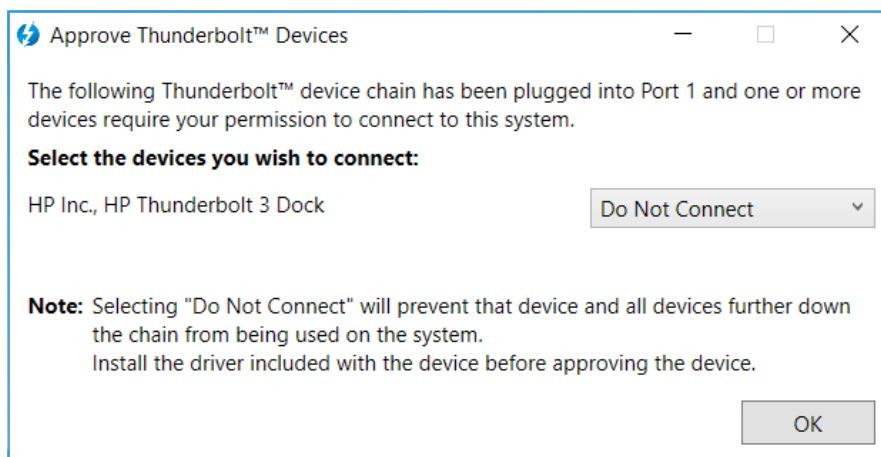 Approve Thunderbolt™ Devices
The following Thunderbolt™ device chain has been plugged into Port 1 and one or more
devices require your permission to connect to this system.
Select the devices you wish to connect:
HP Inc., HP Thunderbolt 3 Dock
Do Not Connect
Note: Selecting "Do Not Connect" will prevent that device and all devices further down
the chain from being used on the system.
Install the driver included with the device before approving the device.
OK